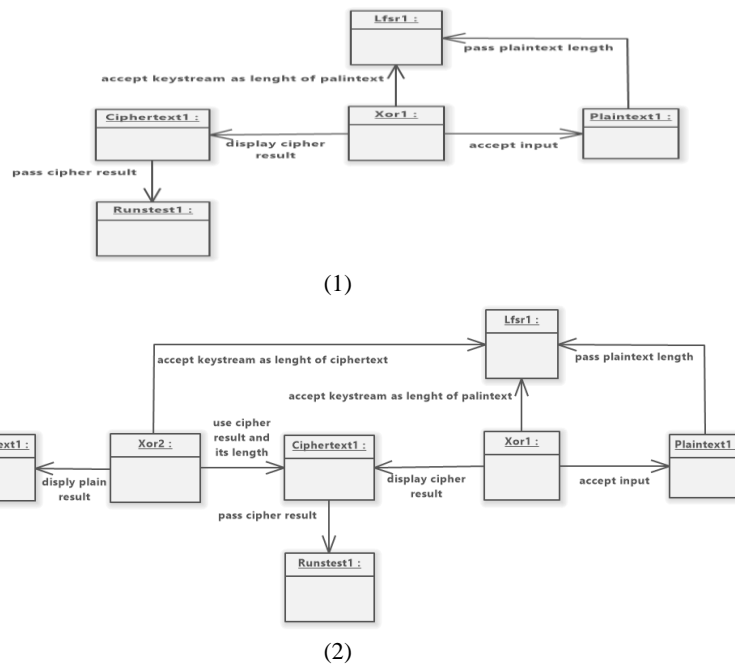 Lfsr1 :
pass plaintext length
accept keystream as lenght of palintext
Ciphertext1 :
Xor1 :
Plaintext1 :
display cipher
result
accept input
pass cipher result
Runstest1 :
(1)
Lfsr1 :
accept keystream as lenght of ciphertext
pass plaintext length
accept keystream as lenght of palintext
use cipher
result and
its length
ext1 :
Xor2 :
Ciphertext1 :
Xor1 :
Plaintext1 :
disply plain
result
display cipher
result
accept input
pass cipher result
Runstest1 :
(2)